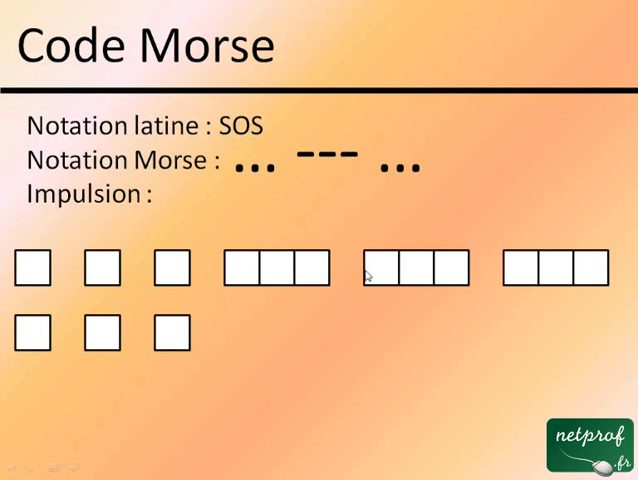 Code Morse
Notation latine : SOS
Notation Morse : ... --- ...
Impulsion :
netprof
.fr